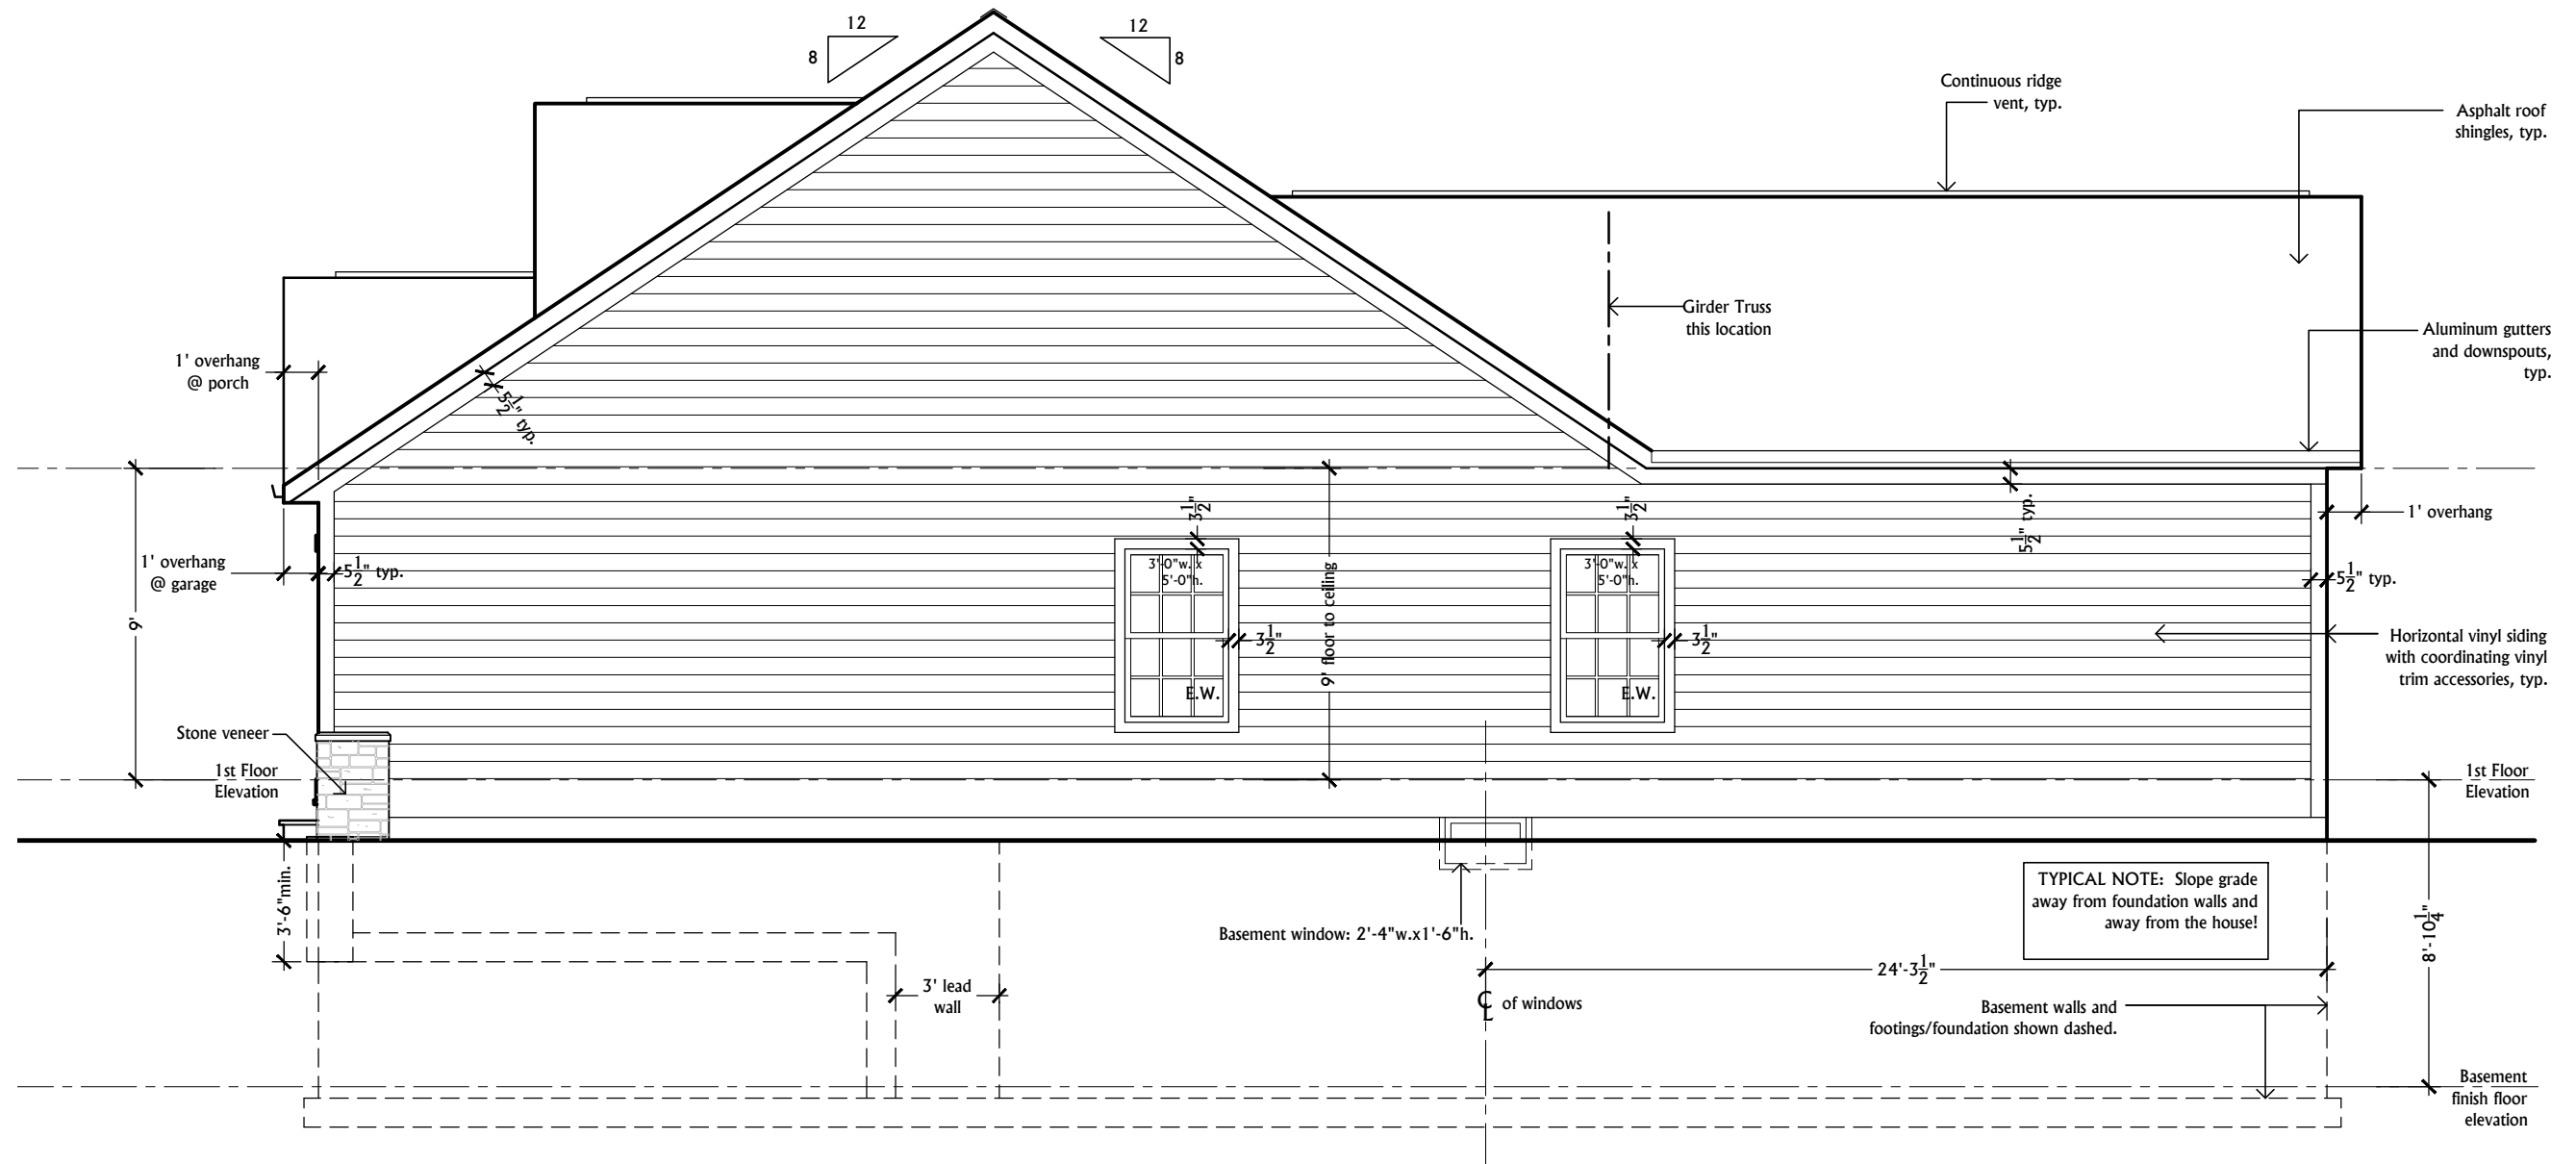 12
8
12
8
Continuous ridge
vent, typ.
Asphalt roof
shingles, typ.
Girder Truss
this location
Aluminum gutters
and downspouts,
typ.
1' overhang
@ porch
5 1/2" typ.
3 1/2"
3 1/2"
5 1/2" typ.
1' overhang
1' overhang
@ garage
5 1/2" typ.
3'-0"w. x
5'-0"h.
3'-0"w. x
5'-0"h.
5 1/2" typ.
9'
9' floor to ceiling
3 1/2"
3 1/2"
E.W.
E.W.
Horizontal vinyl siding
with coordinating vinyl
trim accessories, typ.
Stone veneer
1st Floor
Elevation
1st Floor
Elevation
3'-6"min.
Basement window: 2'-4"w.x1'-6"h.
TYPICAL NOTE: Slope grade
away from foundation walls and
away from the house!
8'-10 1/4"
24'-3 1/2"
3' lead
wall
CL of windows
Basement walls and
footings/foundation shown dashed.
Basement
finish floor
elevation